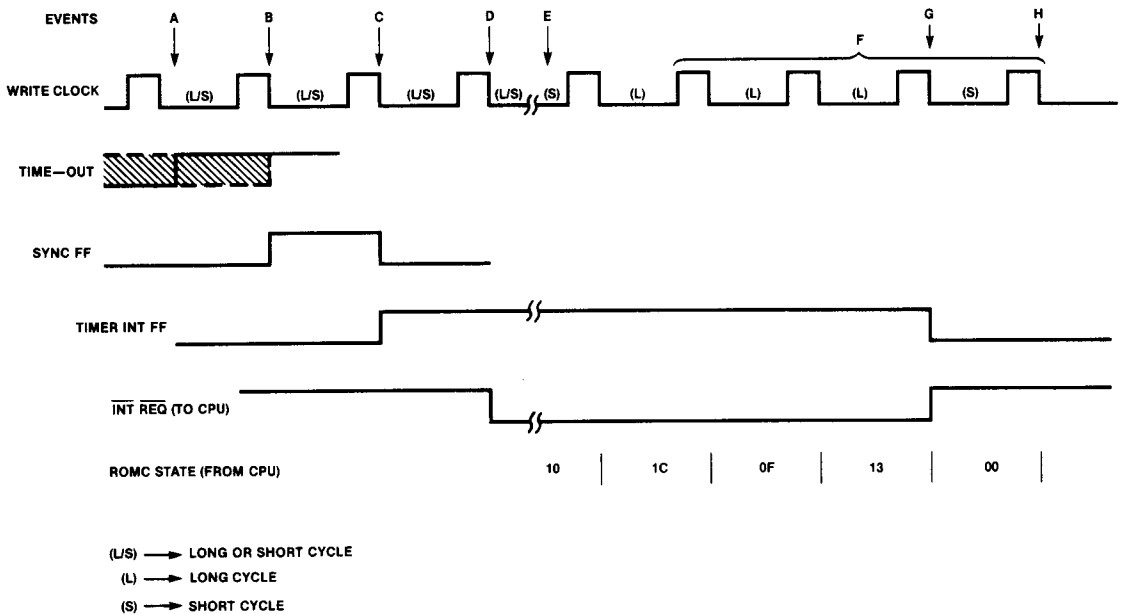 EVENTS A B C D E F G H
WRITE CLOCK (L/S) (L/S) (L/S) (L/S) (S) (L) (L) (L) (S)
TIME—OUT
SYNC FF
TIMER INT FF
INT REQ (TO CPU)
ROMC STATE (FROM CPU) 10 1C 0F 13 00
(L/S) → LONG OR SHORT CYCLE
(L) → LONG CYCLE
(S) → SHORT CYCLE